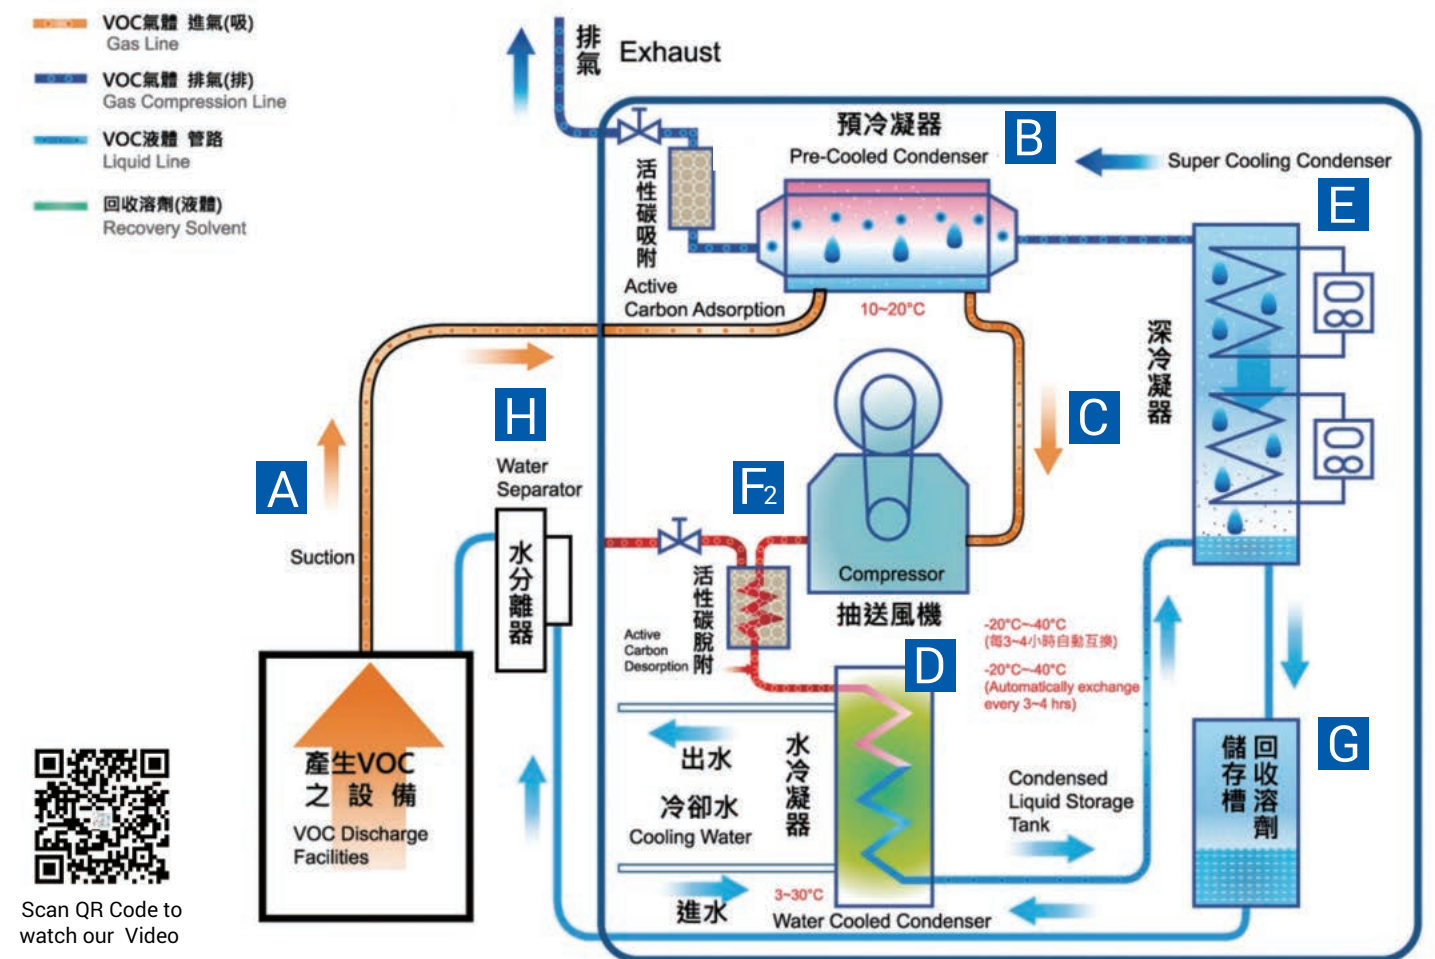 VOC氣體 進氣(吸)
Gas Line
VOC氣體 排氣(排)
Gas Compression Line
VOC液體 管路
Liquid Line
回收溶劑(液體)
Recovery Solvent
排氣
Exhaust
預冷凝器
Pre-Cooled Condenser
B
Super Cooling Condenser
E
活性碳吸附
Active
Carbon Adsorption
10~20°C
深冷凝器
C
A
Suction
H
Water
Separator
水分離器
F2
Compressor
抽送風機
活性碳脫附
Active
Carbon
Desorption
-20°C~-40°C
(每3~4小時自動互換)
-20°C~-40°C
(Automatically exchange
every 3~4 hrs)
D
出水
冷卻水
Cooling Water
進水
水冷凝器
3~30°C
Water Cooled Condenser
Condensed
Liquid Storage
Tank
G
回收溶劑
儲存槽
產生VOC
之設備
VOC Discharge
Facilities
Scan QR Code to
watch our Video